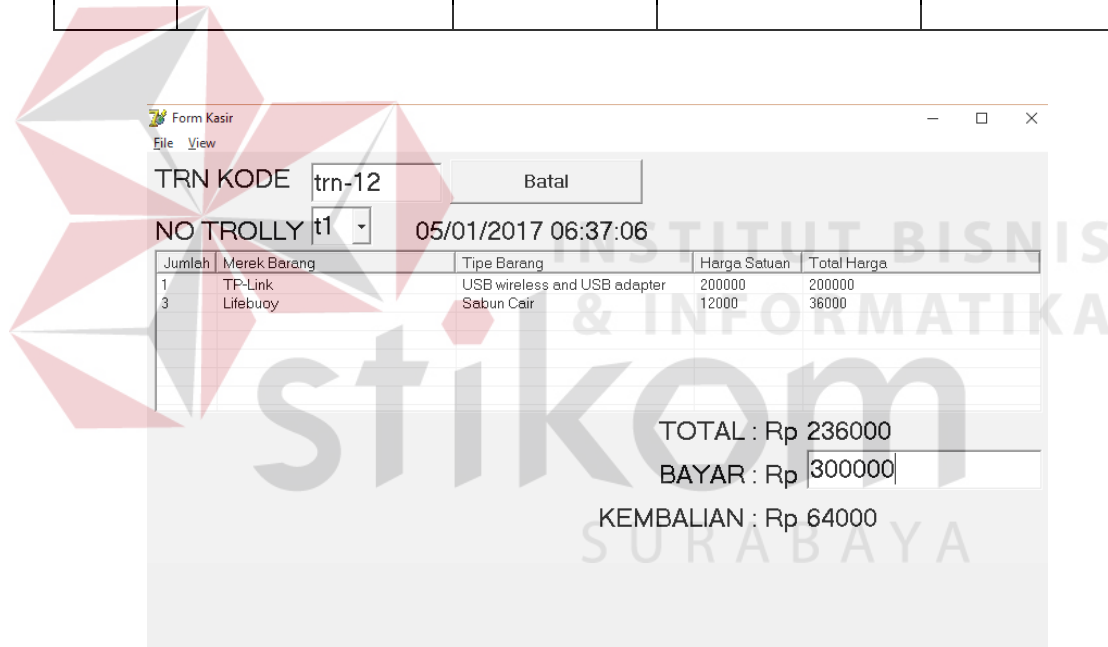 Form Kasir
File View
TRN KODE trn-12 Batal
NO TROLLY t1 05/01/2017 06:37:06
INSTITUT BISNIS
Jumlah Merek Barang Tipe Barang Harga Satuan Total Harga
1 TP-Link USB wireless and USB adapter 200000 200000
3 Lifebuoy Sabun Cair 12000 36000
& INFORMATIKA
stikom
TOTAL : Rp 236000
BAYAR : Rp 300000
KEMBALIAN : Rp 64000
SURABAYA